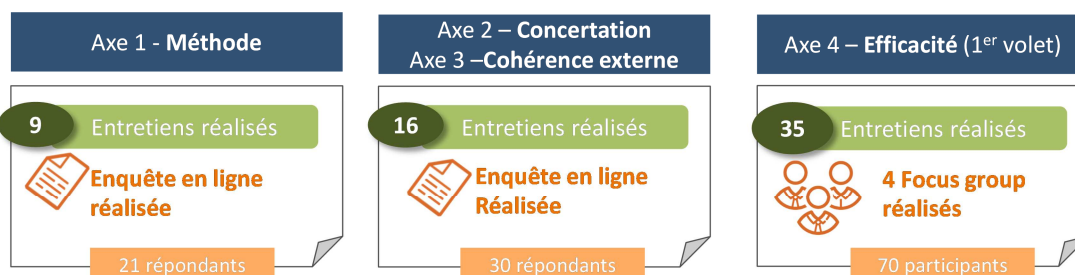 Axe 1 - Méthode
9 Entretiens réalisés
Enquête en ligne
réalisée
21 répondants
Axe 2 – Concertation
Axe 3 –Cohérence externe
16 Entretiens réalisés
Enquête en ligne
Réalisée
30 répondants
Axe 4 – Efficacité (1er volet)
35 Entretiens réalisés
4 Focus group
réalisés
70 participants